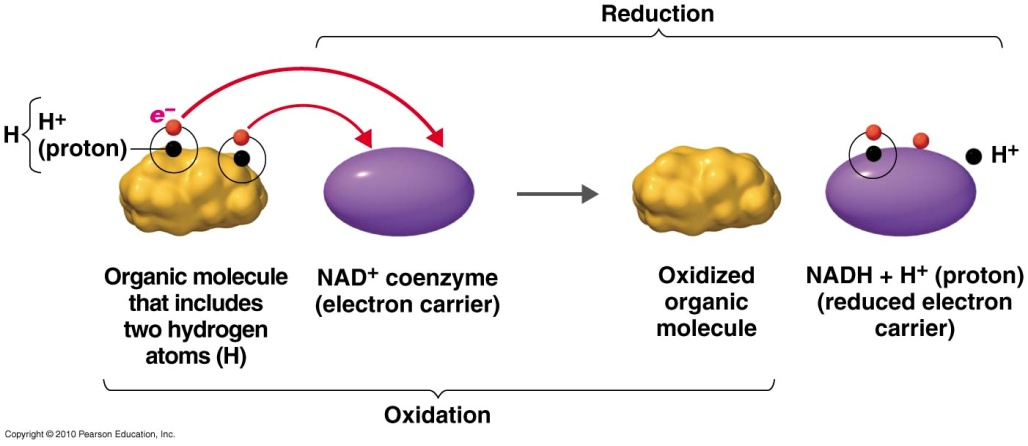 Reduction
e–
H
H+
(proton)
H+
Organic molecule
that includes
two hydrogen
atoms (H)
NAD+ coenzyme
(electron carrier)
Oxidized
organic
molecule
NADH + H+ (proton)
(reduced electron
carrier)
Oxidation
Copyright © 2010 Pearson Education, Inc.